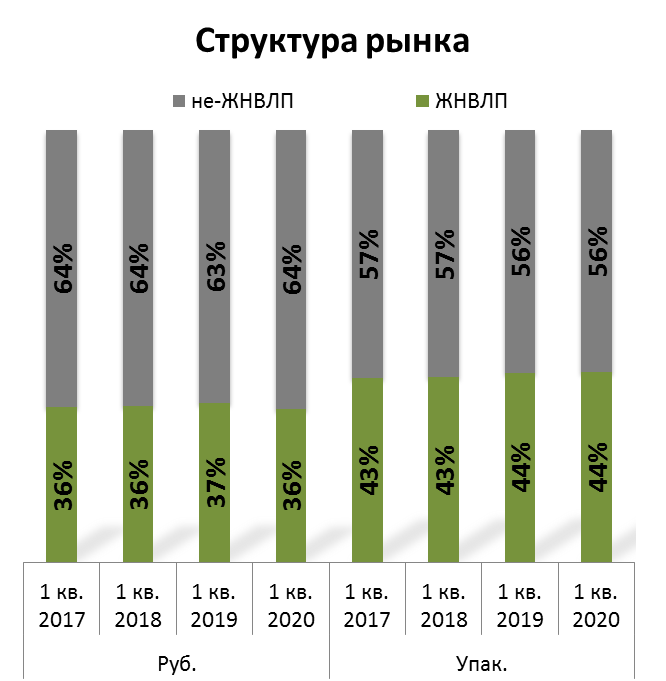 Структура рынка
не-ЖНВЛП ЖНВЛП
64% 64% 63% 64% 57% 57% 56% 56%
36% 36% 37% 36% 43% 43% 44% 44%
1 кв. 1 кв. 1 кв. 1 кв. 1 кв. 1 кв. 1 кв. 1 кв.
2017 2018 2019 2020 2017 2018 2019 2020
Руб. Упак.